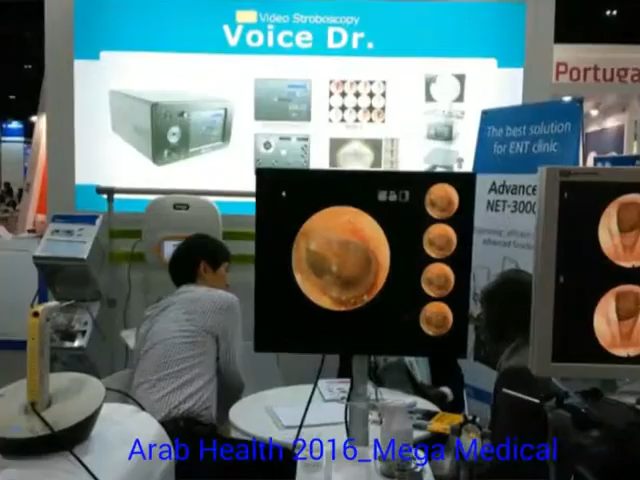 Video Stroboscopy
Voice Dr.
Portuga
The best solution
for ENT clinic
Advance
NET-3000
Arab Health 2016_Mega Medical